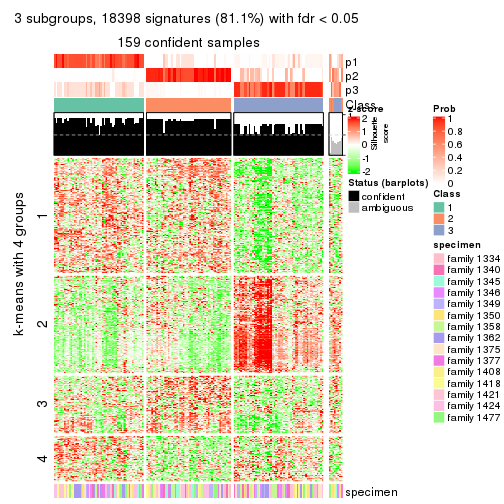 3 subgroups, 18398 signatures (81.1%) with fdr < 0.05
159 confident samples
p1
p2
p3
Class
1
Silhouette
score
k-means with 4 groups
1
2
3
4
specimen
z-score
2
1
0
-1
-2
Status (barplots)
confident
ambiguous
Prob
1
0.8
0.6
0.4
0.2
0
Class
1
2
3
specimen
family 1334
family 1340
family 1345
family 1346
family 1349
family 1350
family 1358
family 1362
family 1375
family 1377
family 1408
family 1418
family 1421
family 1424
family 1477